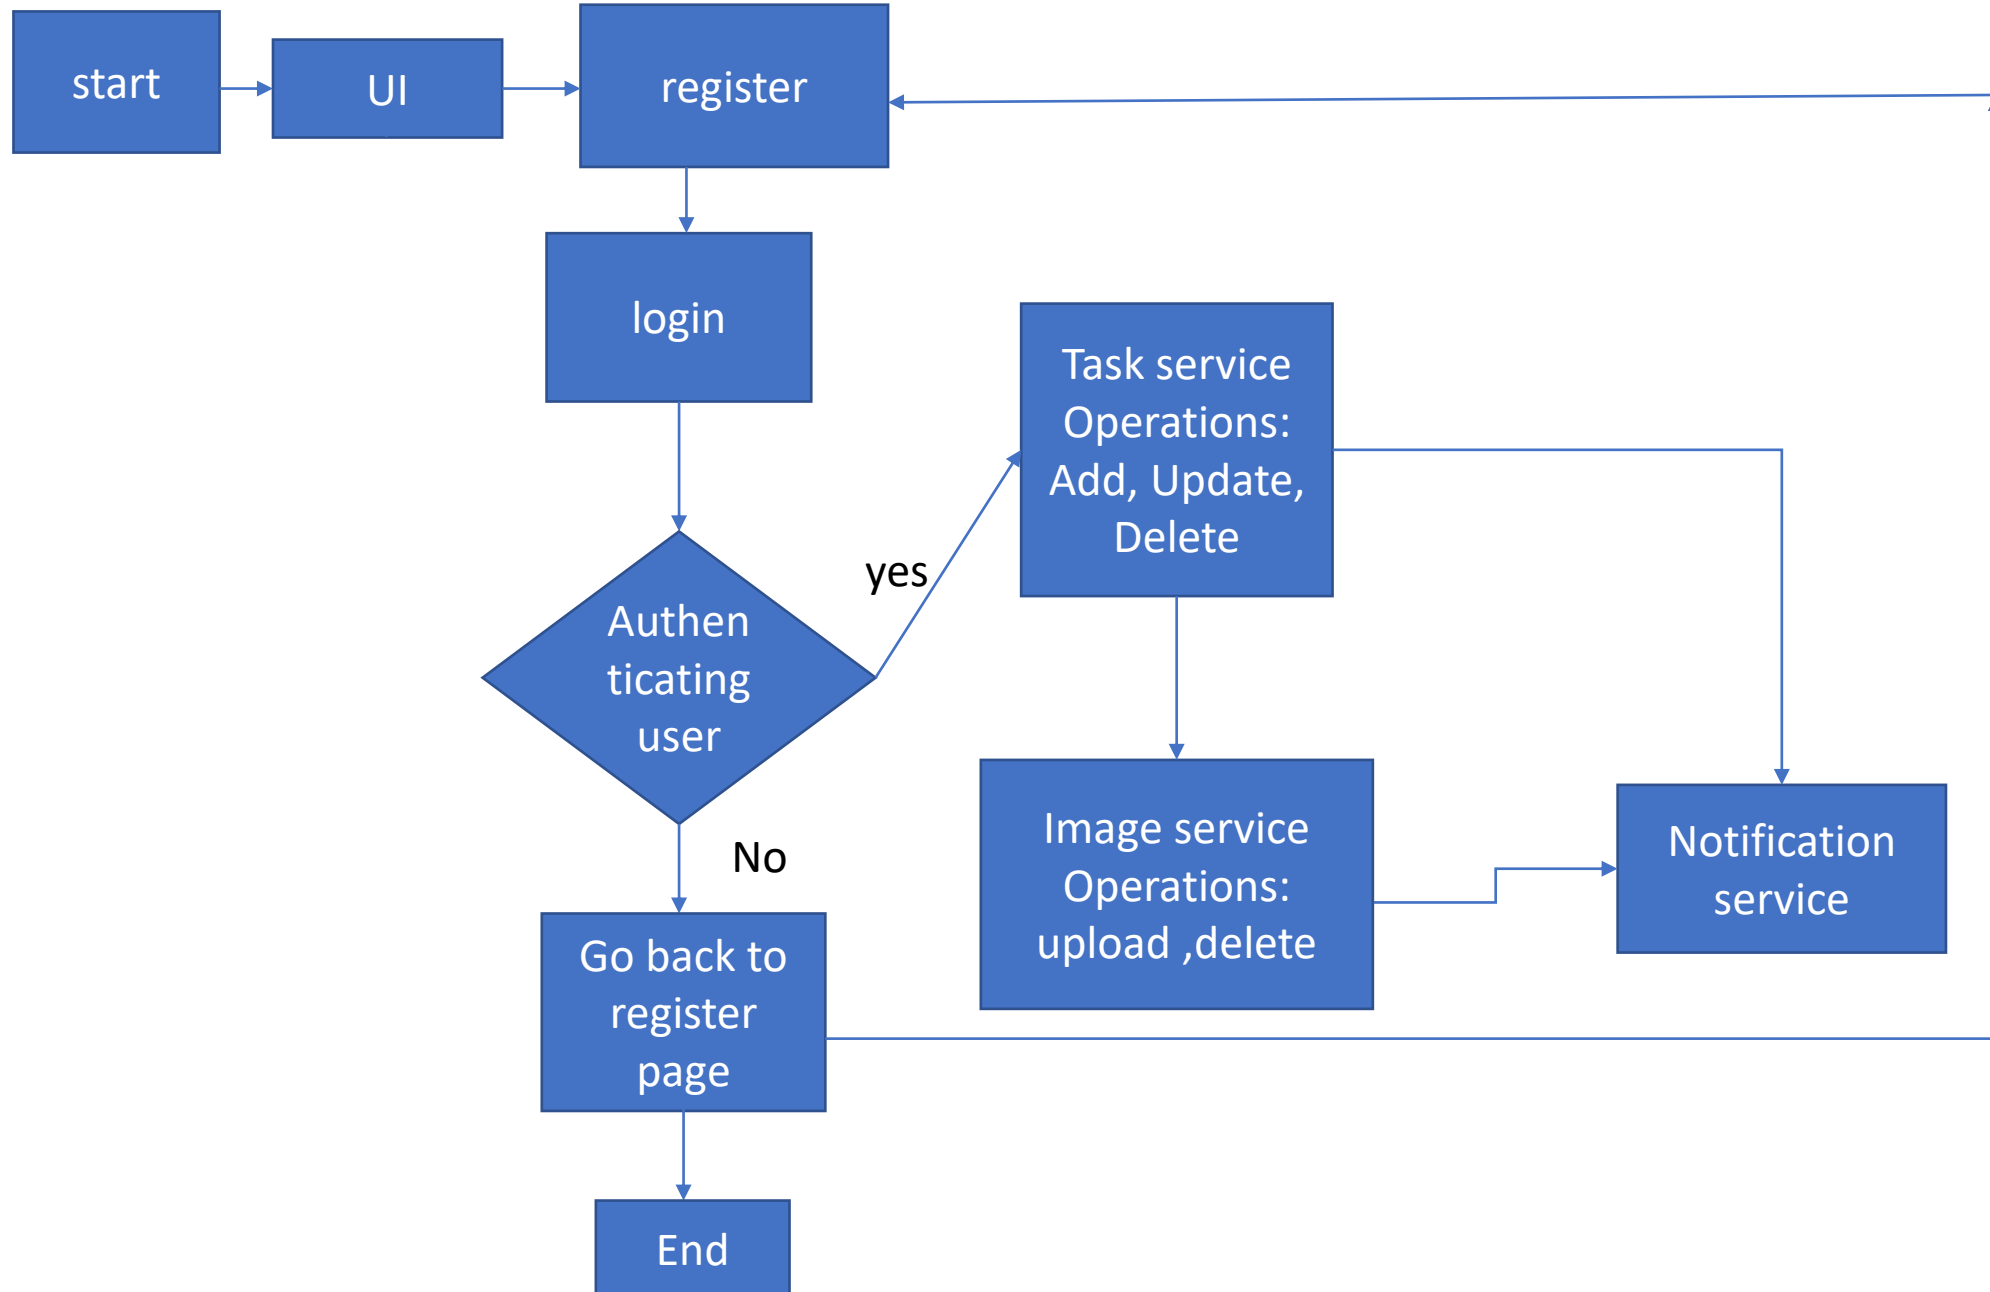 start
UI
register
login
Task service
Operations:
Add, Update,
Delete
yes
Authen
ticating
user
No
Image service
Operations:
upload ,delete
Notification
service
Go back to
register
page
End